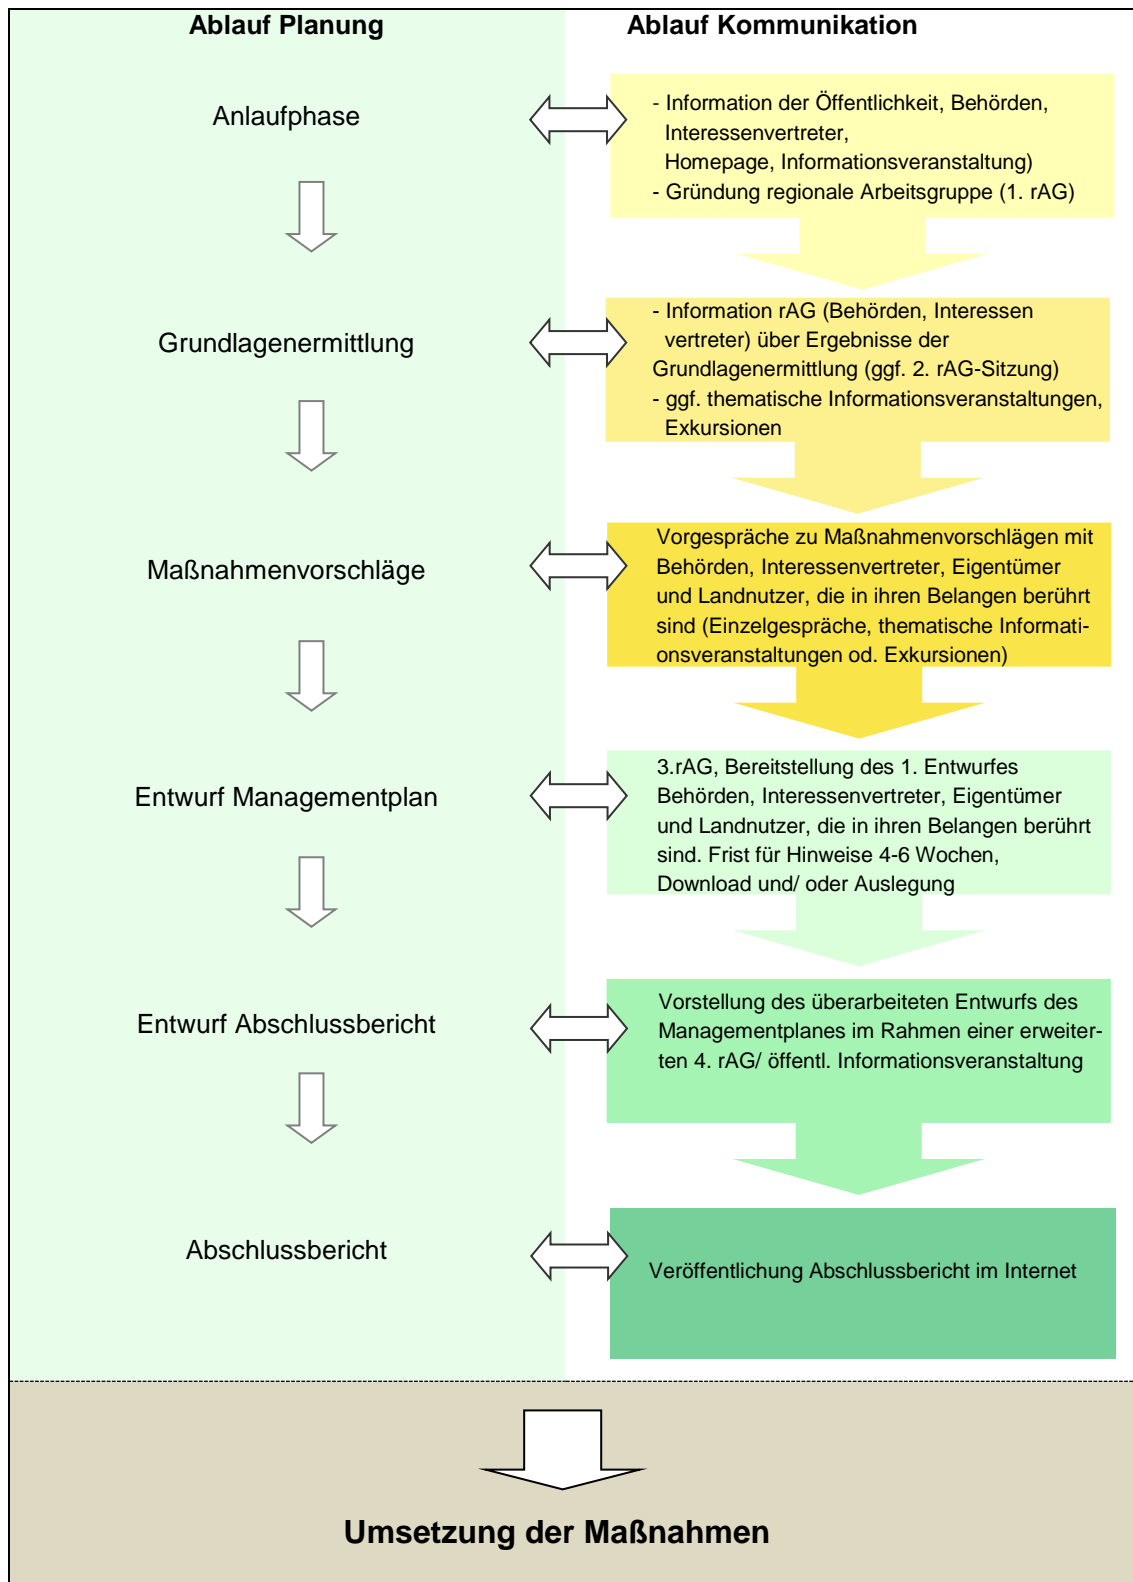 Ablauf Planung
Ablauf Kommunikation
Anlaufphase
- Information der Öffentlichkeit, Behörden,
Interessenvertreter,
Homepage, Informationsveranstaltung)
- Gründung regionale Arbeitsgruppe (1. rAG)
Grundlagenermittlung
- Information rAG (Behörden, Interessen
vertreter) über Ergebnisse der
Grundlagenermittlung (ggf. 2. rAG-Sitzung)
- ggf. thematische Informationsveranstaltungen,
Exkursionen
Maßnahmenvorschläge
Vorgespräche zu Maßnahmenvorschlägen mit
Behörden, Interessenvertreter, Eigentümer
und Landnutzer, die in ihren Belangen berührt
sind (Einzelgespräche, thematische Informati-
onsveranstaltungen od. Exkursionen)
Entwurf Managementplan
3.rAG, Bereitstellung des 1. Entwurfes
Behörden, Interessenvertreter, Eigentümer
und Landnutzer, die in ihren Belangen berührt
sind. Frist für Hinweise 4-6 Wochen,
Download und/ oder Auslegung
Entwurf Abschlussbericht
Vorstellung des überarbeiteten Entwurfs des
Managementplanes im Rahmen einer erweiter-
ten 4. rAG/ öffentl. Informationsveranstaltung
Abschlussbericht
Veröffentlichung Abschlussbericht im Internet
Umsetzung der Maßnahmen